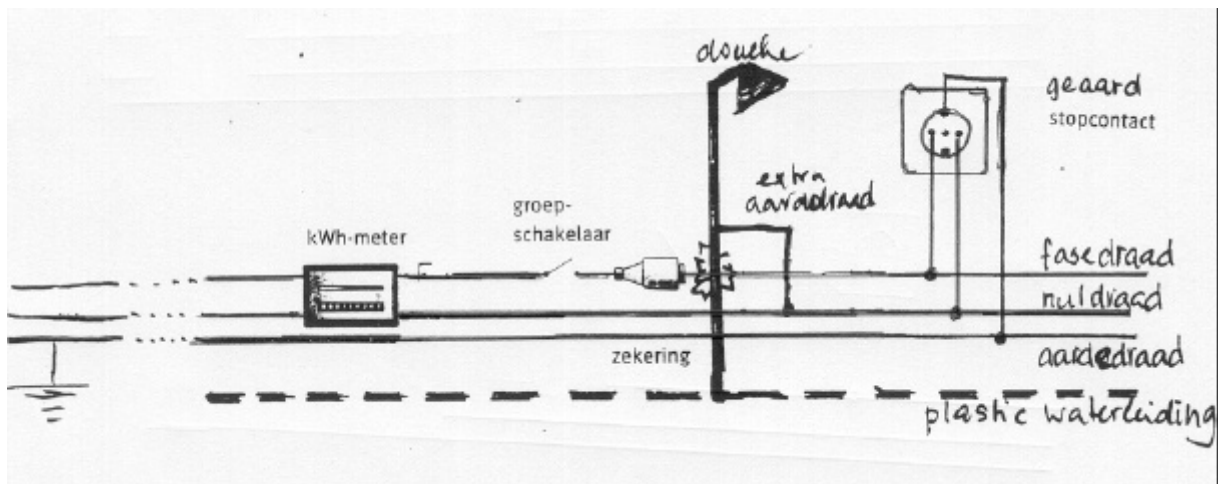 douche
geaard
stopcontact
extra
aardedraad
groep-
schakelaar
kWh-meter
fasedraad
nuldraad
zekering
aardedraad
plastic waterleiding